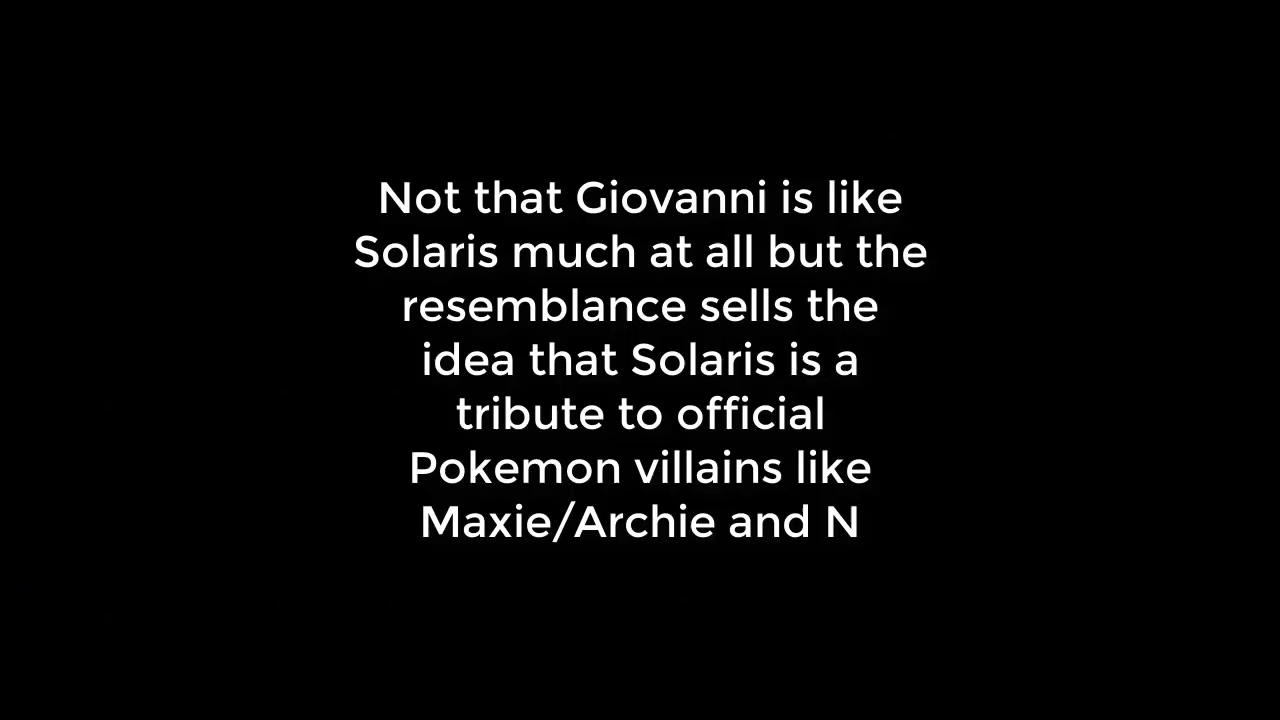 Not that Giovanni is like
Solaris much at all but the
resemblance sells the
idea that Solaris is a
tribute to official
Pokemon villains like
Maxie/Archie and N